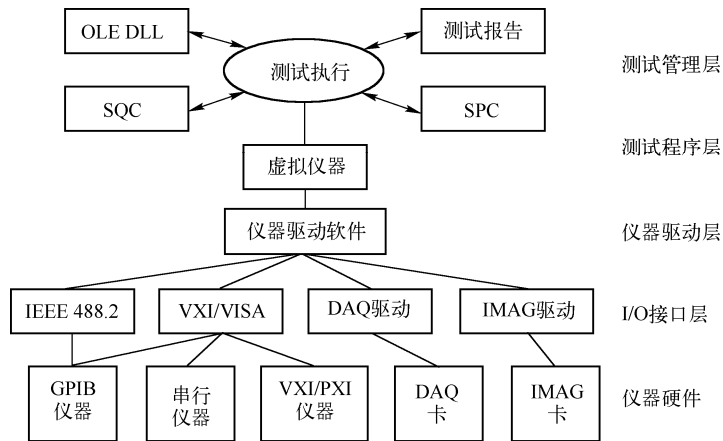 OLE DLL
测试报告
测试执行
测试管理层
SQC
SPC
测试程序层
虚拟仪器
仪器驱动软件
仪器驱动层
IEEE 488.2
VXI/VISA
DAQ驱动
IMAG驱动
I/O接口层
GPIB
仪器
串行
仪器
VXI/PXI
仪器
DAQ
卡
IMAG
卡
仪器硬件